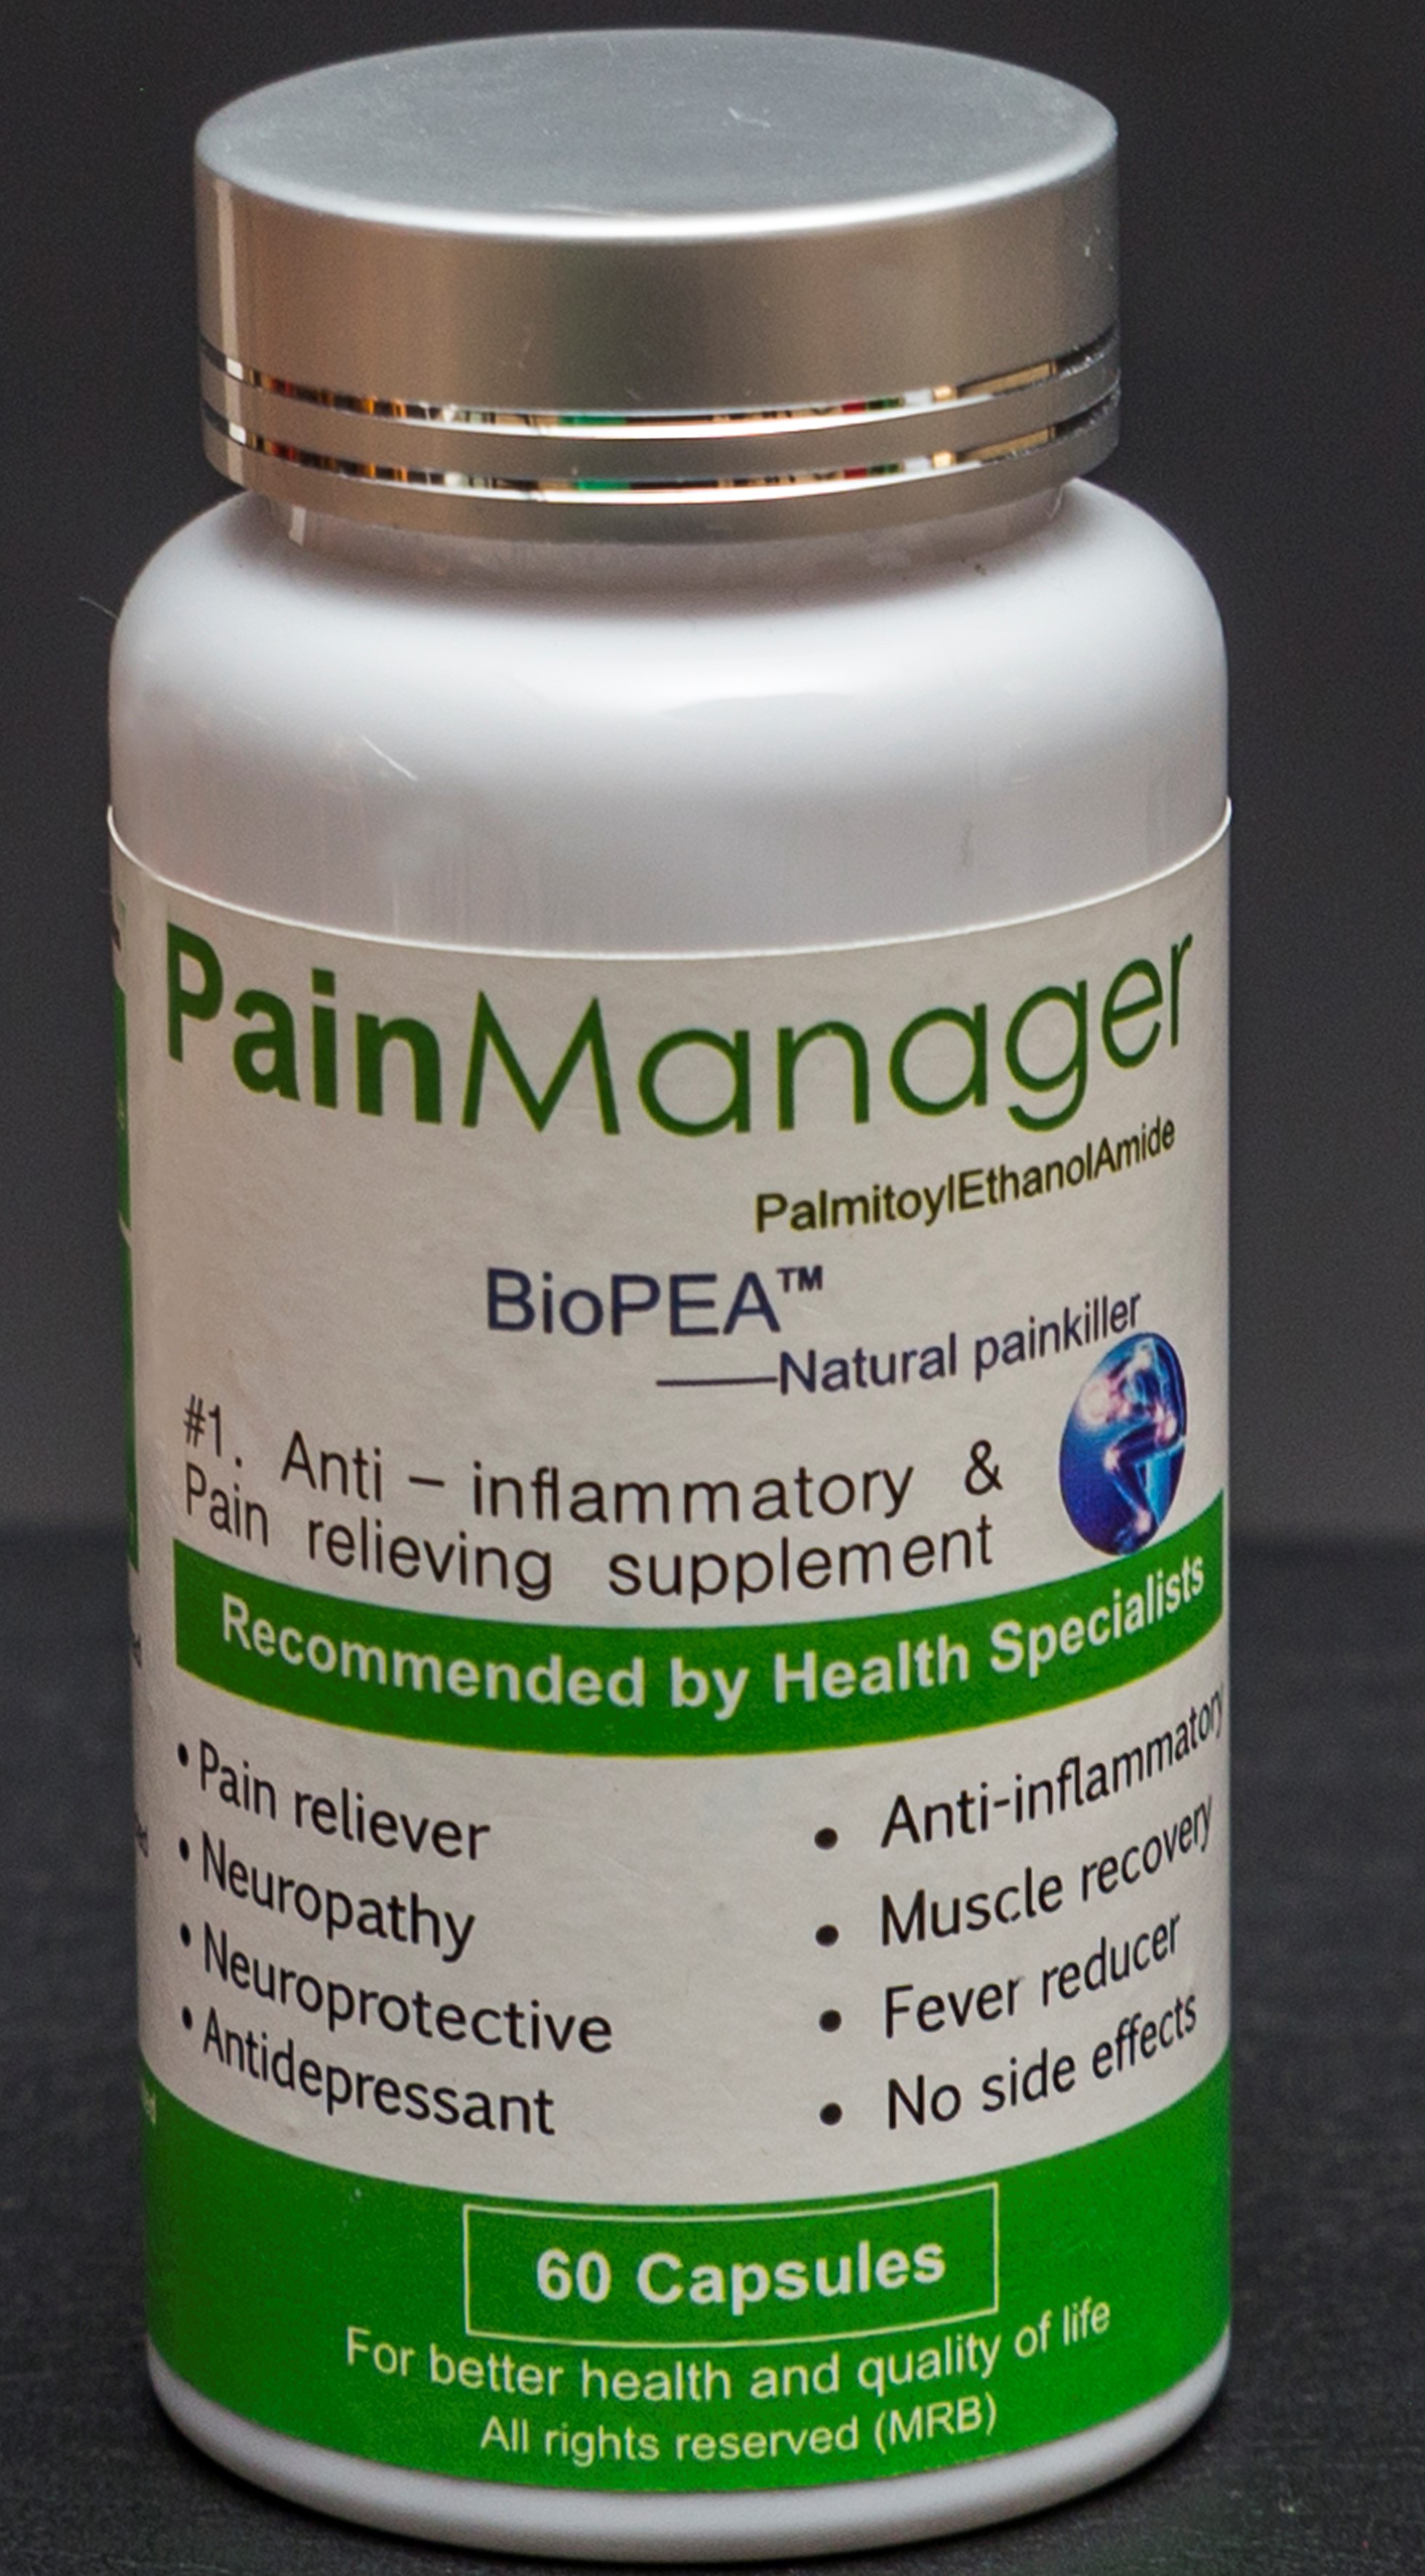 PainManager
PalmitoylEthanolAmide
BioPEA™
——Natural painkiller
#1. Anti – inflammatory &
Pain relieving supplement
Recommended by Health Specialists
• Pain reliever
• Neuropathy
• Neuroprotective
• Antidepressant
• Anti-inflammatory
• Muscle recovery
• Fever reducer
• No side effects
60 Capsules
For better health and quality of life
All rights reserved (MRB)